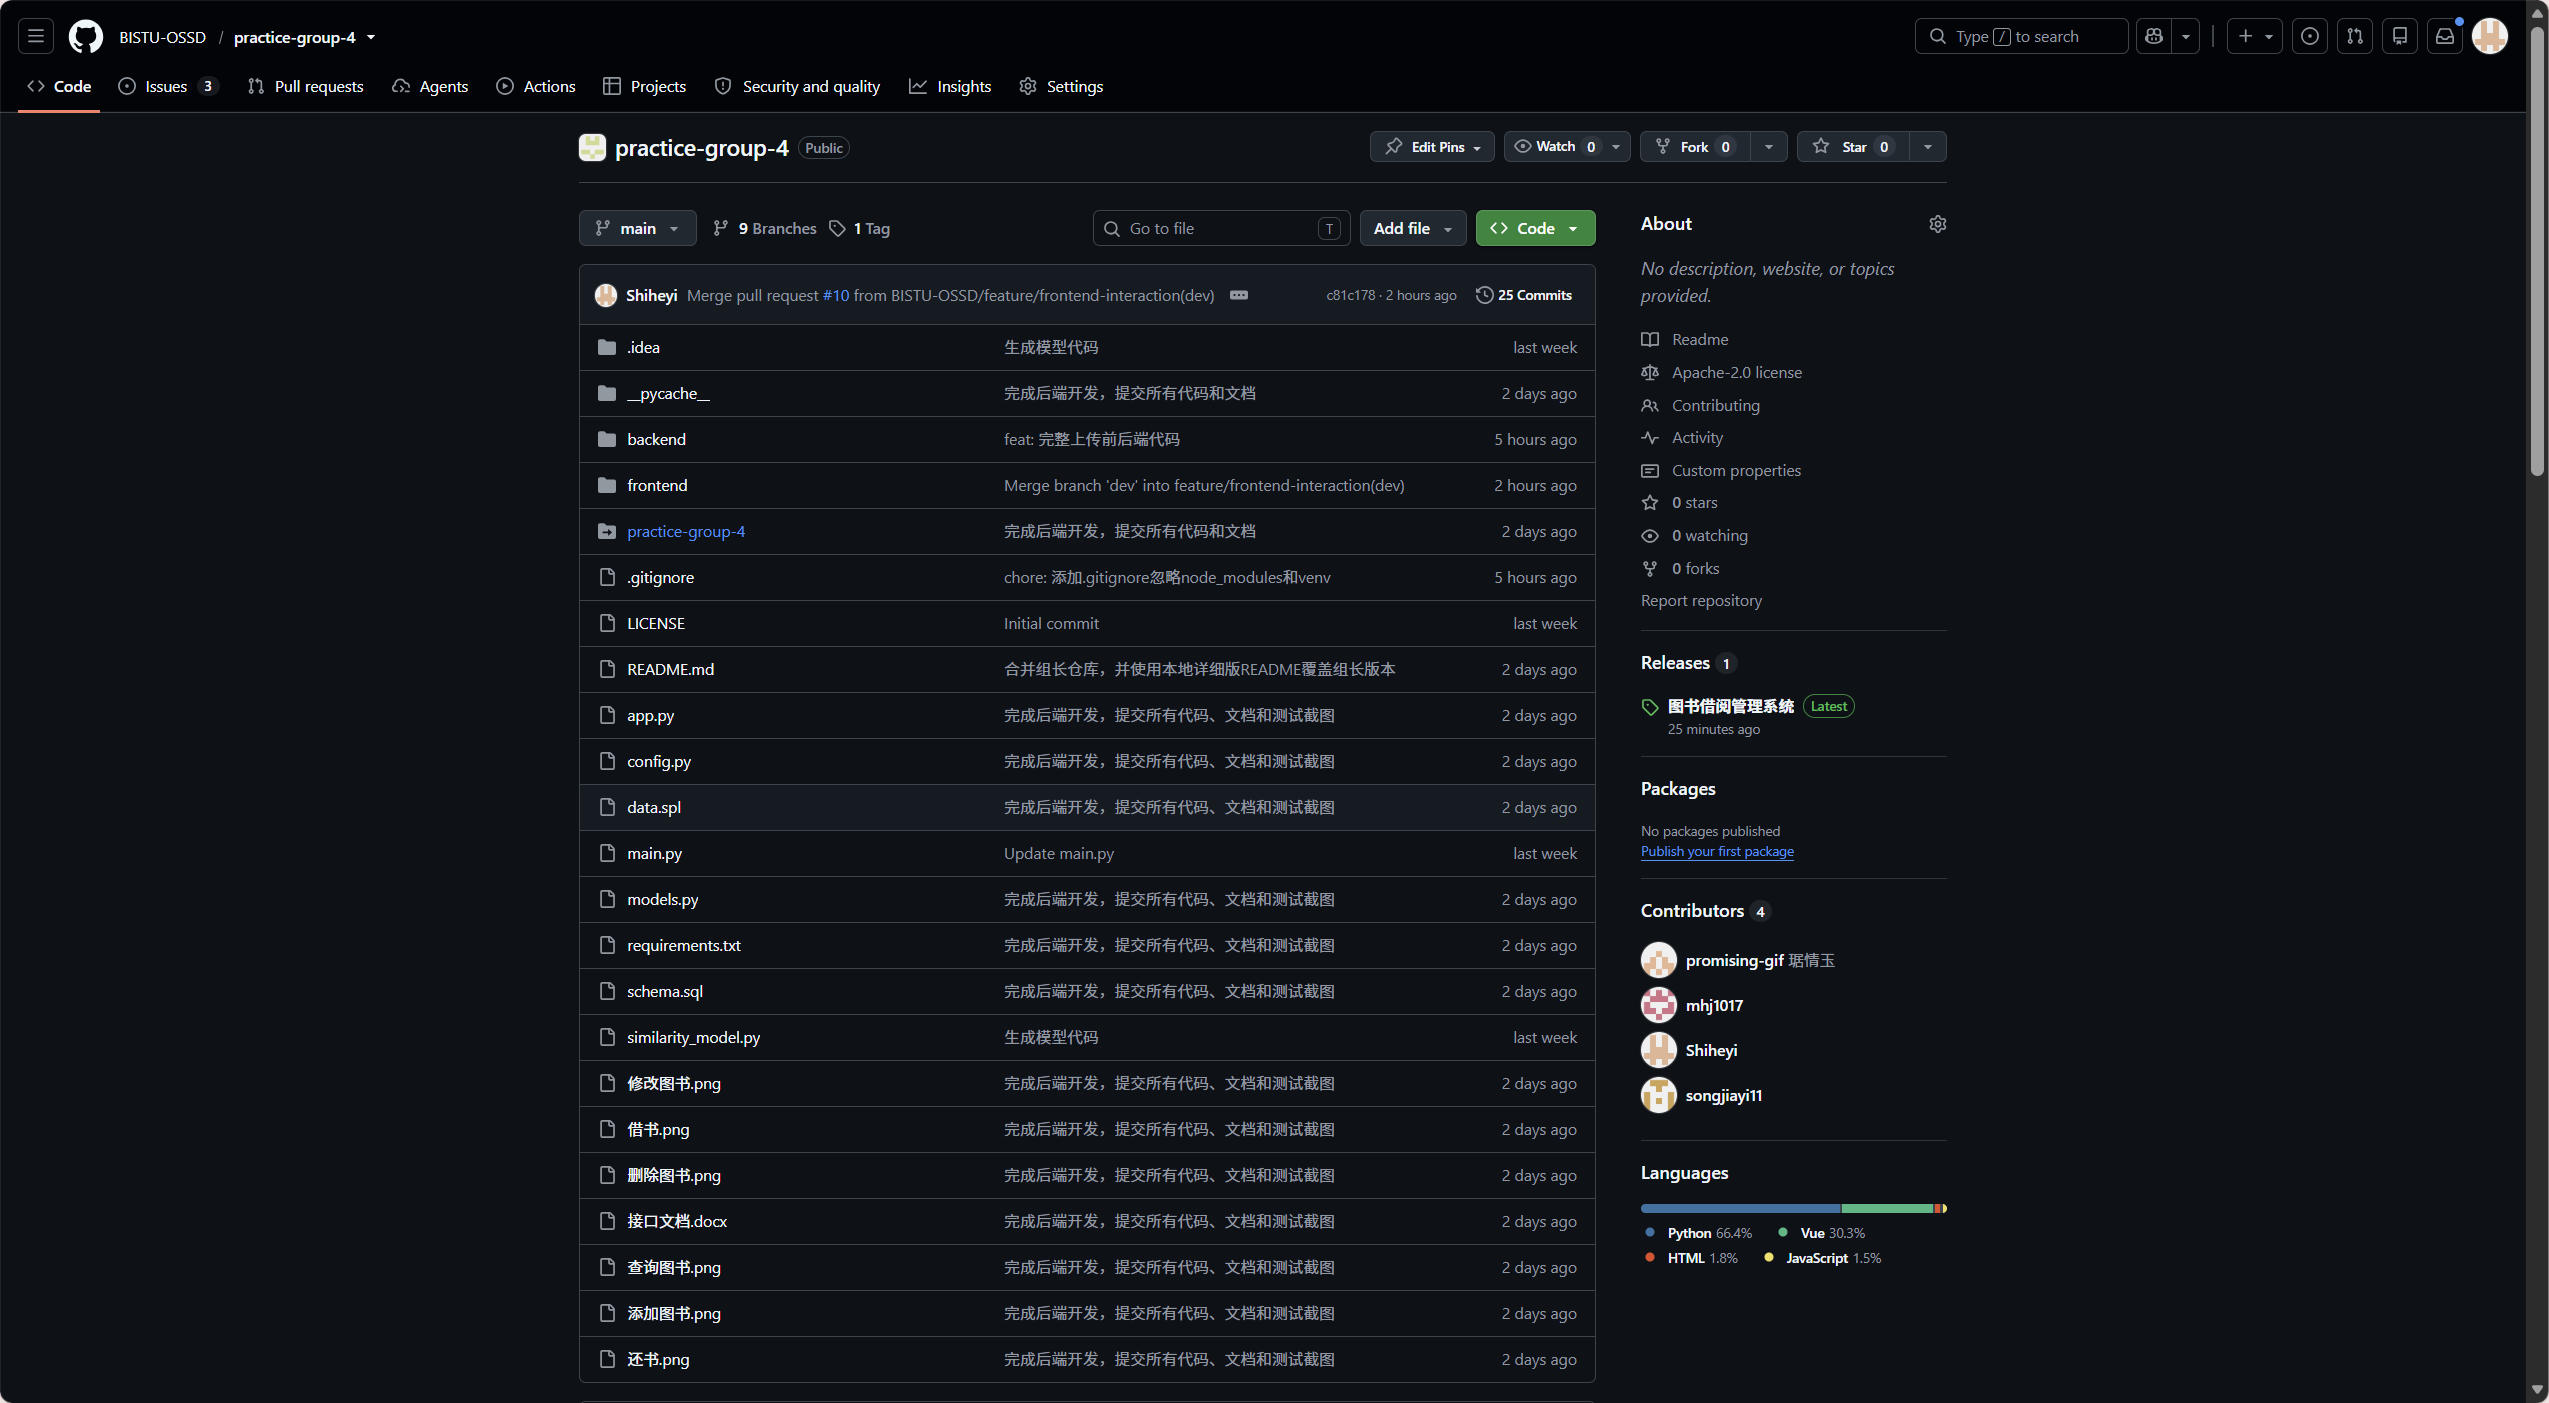 BISTU-OSSD / practice-group-4
Type / to search
Code
Issues 3
Pull requests
Agents
Actions
Projects
Security and quality
Insights
Settings
practice-group-4 Public
Edit Pins
Watch 0
Fork 0
Star 0
main
9 Branches
1 Tag
Go to file T
Add file
Code
Shiheyi Merge pull request #10 from BISTU-OSSD/feature/frontend-interaction(dev) c81c178 · 2 hours ago 25 Commits
.idea 生成模型代码 last week
__pycache__ 完成后端开发，提交所有代码和文档 2 days ago
backend feat: 完整上传前后端代码 5 hours ago
frontend Merge branch 'dev' into feature/frontend-interaction(dev) 2 hours ago
practice-group-4 完成后端开发，提交所有代码和文档 2 days ago
.gitignore chore: 添加.gitignore忽略node_modules和venv 5 hours ago
LICENSE Initial commit last week
README.md 合并组长仓库，并使用本地详细版README覆盖组长版本 2 days ago
app.py 完成后端开发，提交所有代码、文档和测试截图 2 days ago
config.py 完成后端开发，提交所有代码、文档和测试截图 2 days ago
data.spl 完成后端开发，提交所有代码、文档和测试截图 2 days ago
main.py Update main.py last week
models.py 完成后端开发，提交所有代码、文档和测试截图 2 days ago
requirements.txt 完成后端开发，提交所有代码、文档和测试截图 2 days ago
schema.sql 完成后端开发，提交所有代码、文档和测试截图 2 days ago
similarity_model.py 生成模型代码 last week
修改图书.png 完成后端开发，提交所有代码、文档和测试截图 2 days ago
借书.png 完成后端开发，提交所有代码、文档和测试截图 2 days ago
删除图书.png 完成后端开发，提交所有代码、文档和测试截图 2 days ago
接口文档.docx 完成后端开发，提交所有代码、文档和测试截图 2 days ago
查询图书.png 完成后端开发，提交所有代码、文档和测试截图 2 days ago
添加图书.png 完成后端开发，提交所有代码、文档和测试截图 2 days ago
还书.png 完成后端开发，提交所有代码、文档和测试截图 2 days ago
About
No description, website, or topics
provided.
Readme
Apache-2.0 license
Contributing
Activity
Custom properties
0 stars
0 watching
0 forks
Report repository
Releases 1
图书借阅管理系统 Latest
25 minutes ago
Packages
No packages published
Publish your first package
Contributors 4
promising-gif 琚情玉
mhj1017
Shiheyi
songjiayi11
Languages
Python 66.4% Vue 30.3%
HTML 1.8% JavaScript 1.5%